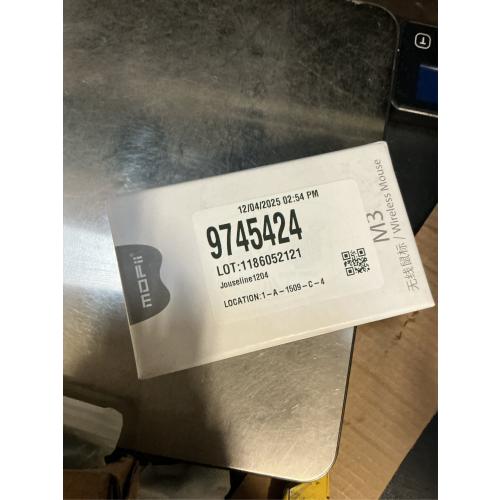 12/04/2025 02:54 PM
9745424
LOT:1186052121
Jouseline1204
LOCATION:1-A-1509-C-4
MOFii
M3
无线鼠标 / Wireless Mouse
T